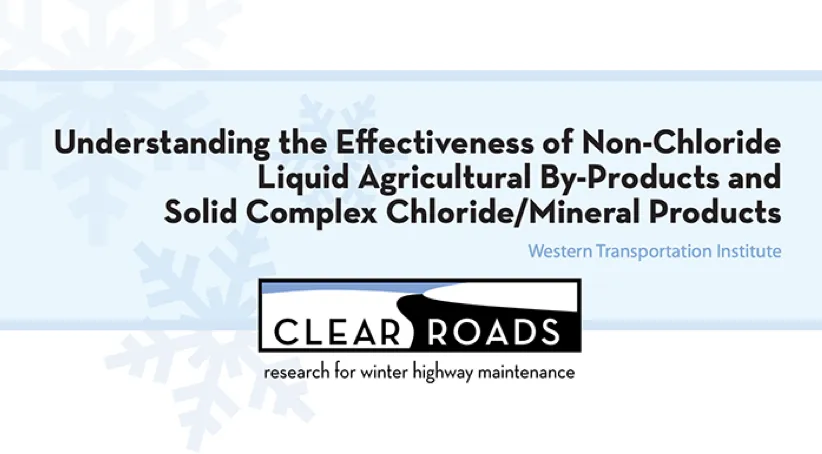 Understanding the Effectiveness of Non-Chloride
Liquid Agricultural By-Products and
Solid Complex Chloride/Mineral Products
Western Transportation Institute
CLEAR ROADS
research for winter highway maintenance